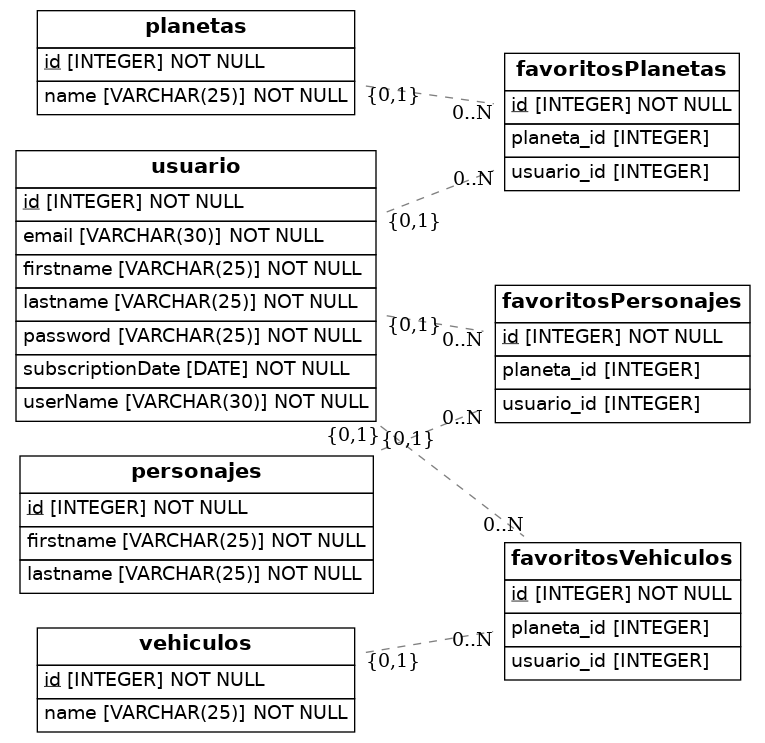 planetas
id [INTEGER] NOT NULL
name [VARCHAR(25)] NOT NULL
{0,1}
0..N
favoritosPlanetas
id [INTEGER] NOT NULL
planeta_id [INTEGER]
usuario_id [INTEGER]
usuario
id [INTEGER] NOT NULL
email [VARCHAR(30)] NOT NULL
firstname [VARCHAR(25)] NOT NULL
lastname [VARCHAR(25)] NOT NULL
password [VARCHAR(25)] NOT NULL
subscriptionDate [DATE] NOT NULL
userName [VARCHAR(30)] NOT NULL
0..N
{0,1}
{0,1}
0..N
favoritosPersonajes
id [INTEGER] NOT NULL
planeta_id [INTEGER]
usuario_id [INTEGER]
0..N
{0,1}
{0,1}
personajes
id [INTEGER] NOT NULL
firstname [VARCHAR(25)] NOT NULL
lastname [VARCHAR(25)] NOT NULL
0..N
favoritosVehiculos
id [INTEGER] NOT NULL
planeta_id [INTEGER]
usuario_id [INTEGER]
vehiculos
id [INTEGER] NOT NULL
name [VARCHAR(25)] NOT NULL
0..N
{0,1}